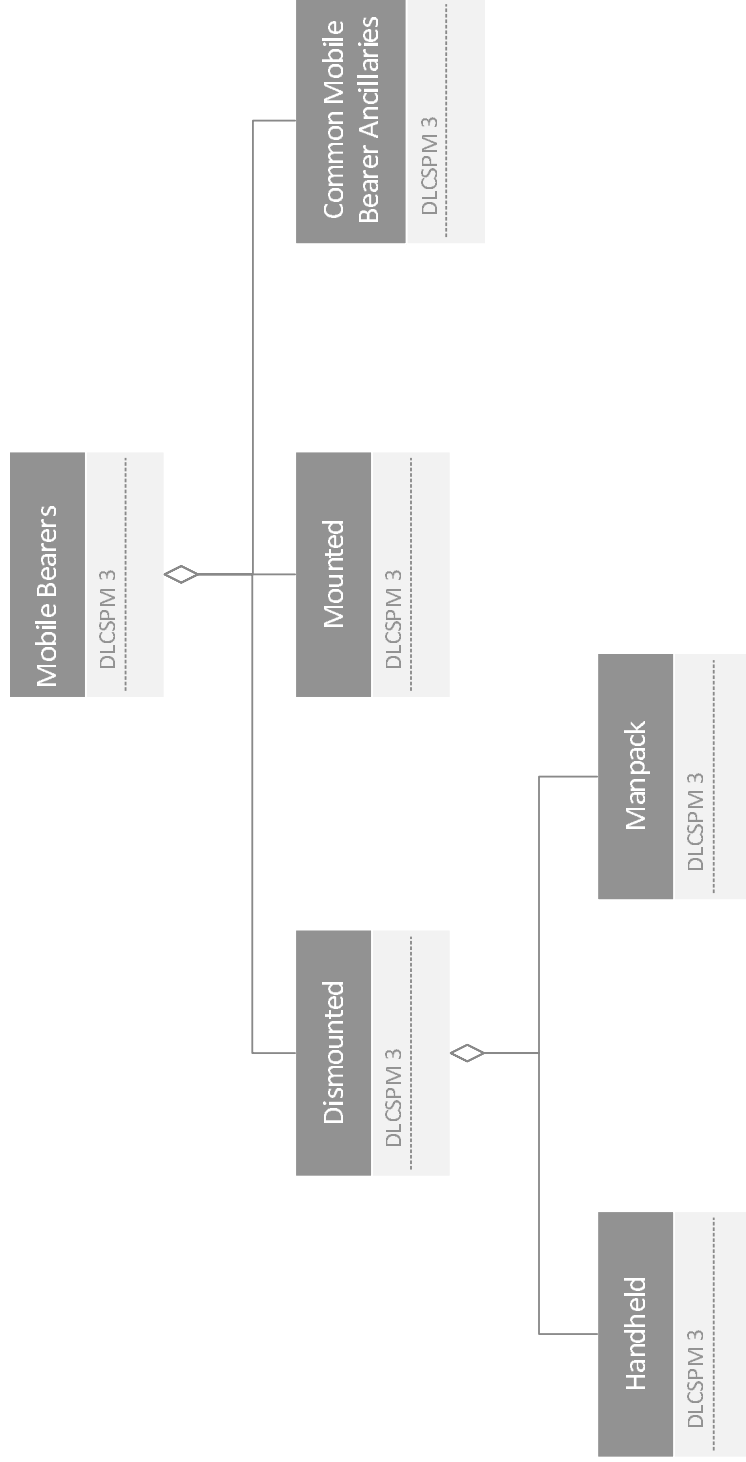 Mobile Bearers
DLCSPM 3
Dismounted
DLCSPM 3
Mounted
DLCSPM 3
Common Mobile
Bearer Ancillaries
DLCSPM 3
Handheld
DLCSPM 3
Manpack
DLCSPM 3